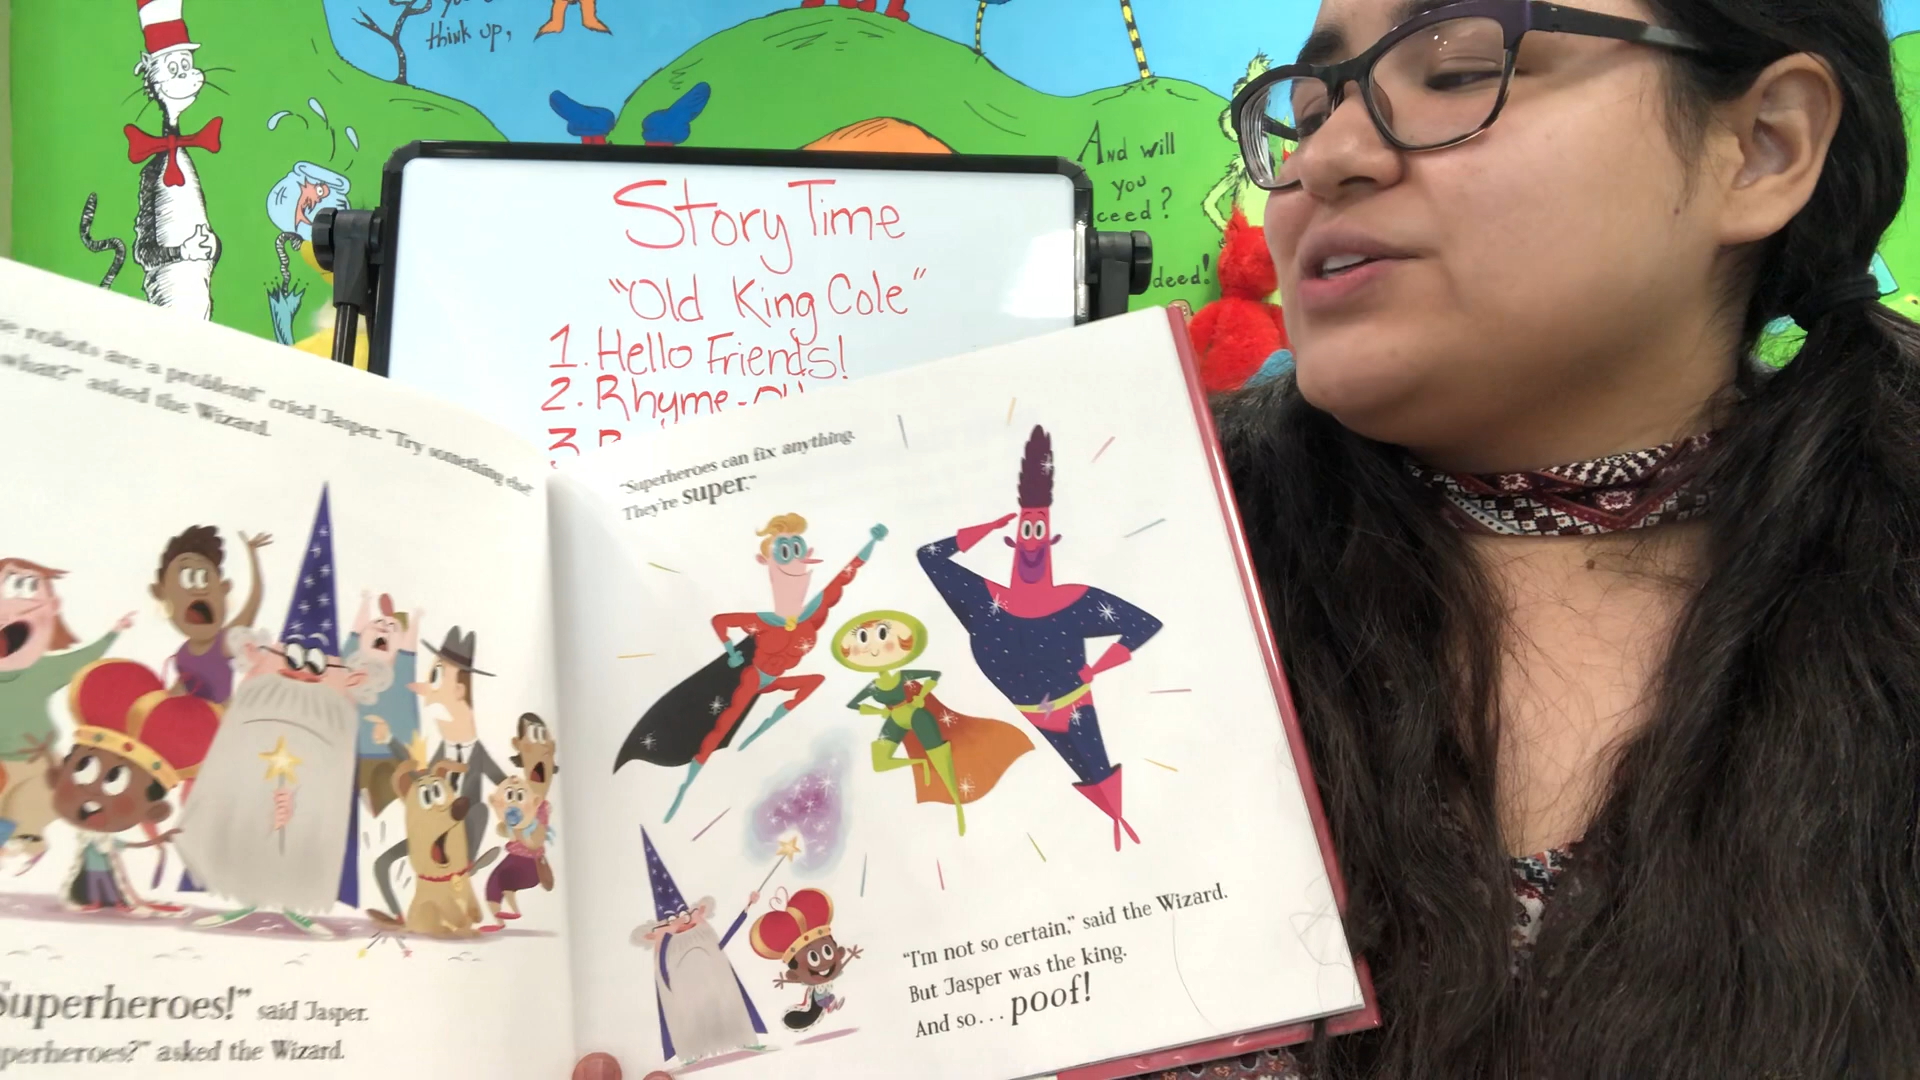 think up,
And will
you
ceed?
deed!
Story Time
"Old King Cole"
1. Hello Friends!
2. Rhyme-
3.
robots are a problem!" cried Jasper. "Try something else."
what?" asked the Wizard.
Superheroes!" said Jasper.
perheroes?" asked the Wizard.
"Superheroes can fix anything.
They're super."
"I'm not so certain," said the Wizard.
But Jasper was the king.
And so... poof!